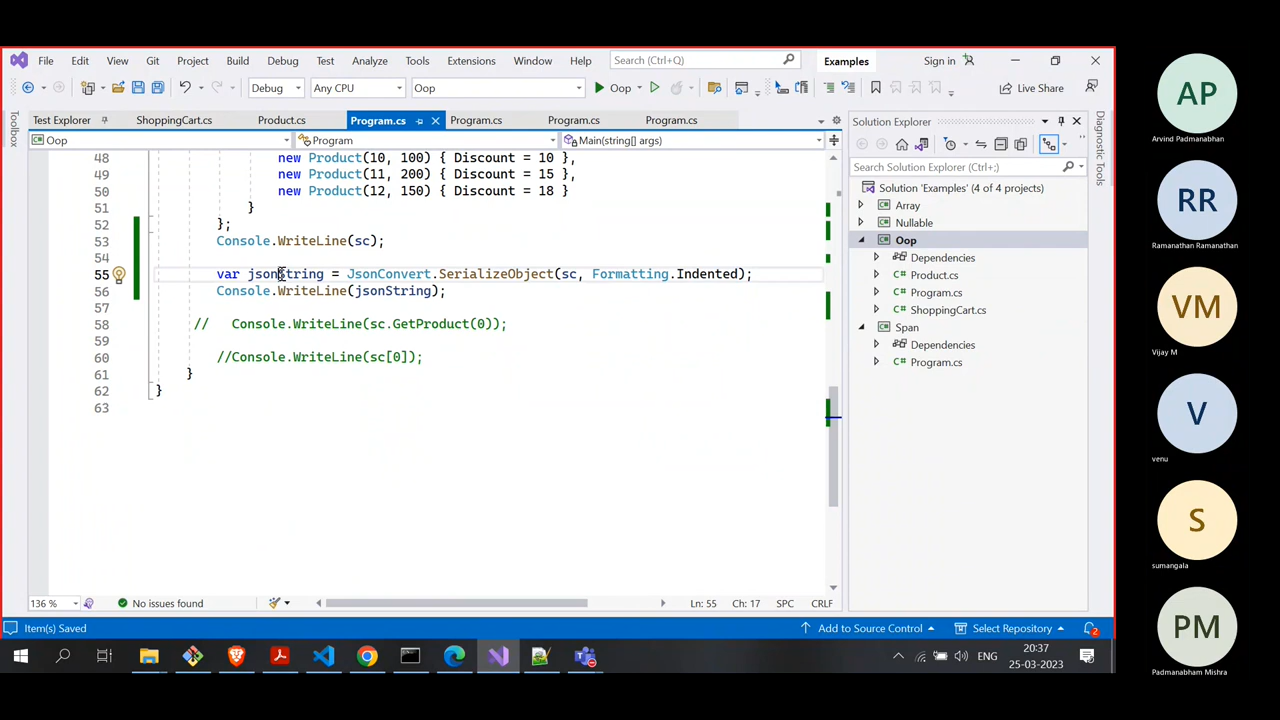 File Edit View Git Project Build Debug Test Analyze Tools Extensions Window Help Search (Ctrl+Q) Examples Sign in
Debug Any CPU Oop Oop Live Share
Toolbox
Test Explorer ShoppingCart.cs Product.cs Program.cs Program.cs Program.cs Program.cs
Oop Program Main(string[] args)
48 new Product(10, 100) { Discount = 10 },
49 new Product(11, 200) { Discount = 15 },
50 new Product(12, 150) { Discount = 18 }
51 }
52 };
53 Console.WriteLine(sc);
54
55 var jsonString = JsonConvert.SerializeObject(sc, Formatting.Indented);
56 Console.WriteLine(jsonString);
57
58 // Console.WriteLine(sc.GetProduct(0));
59
60 //Console.WriteLine(sc[0]);
61 }
62 }
63
136 % No issues found Ln: 55 Ch: 17 SPC CRLF
Solution Explorer
Search Solution Explorer (Ctrl+;)
Solution 'Examples' (4 of 4 projects)
Array
Nullable
Oop
Dependencies
Product.cs
Program.cs
ShoppingCart.cs
Span
Dependencies
Program.cs
Diagnostic Tools
Item(s) Saved Add to Source Control Select Repository 2
ENG 20:37
25-03-2023
AP
Arvind Padmanabhan
RR
Ramanathan Ramanathan
VM
Vijay M
V
venu
S
sumangala
PM
Padmanabham Mishra